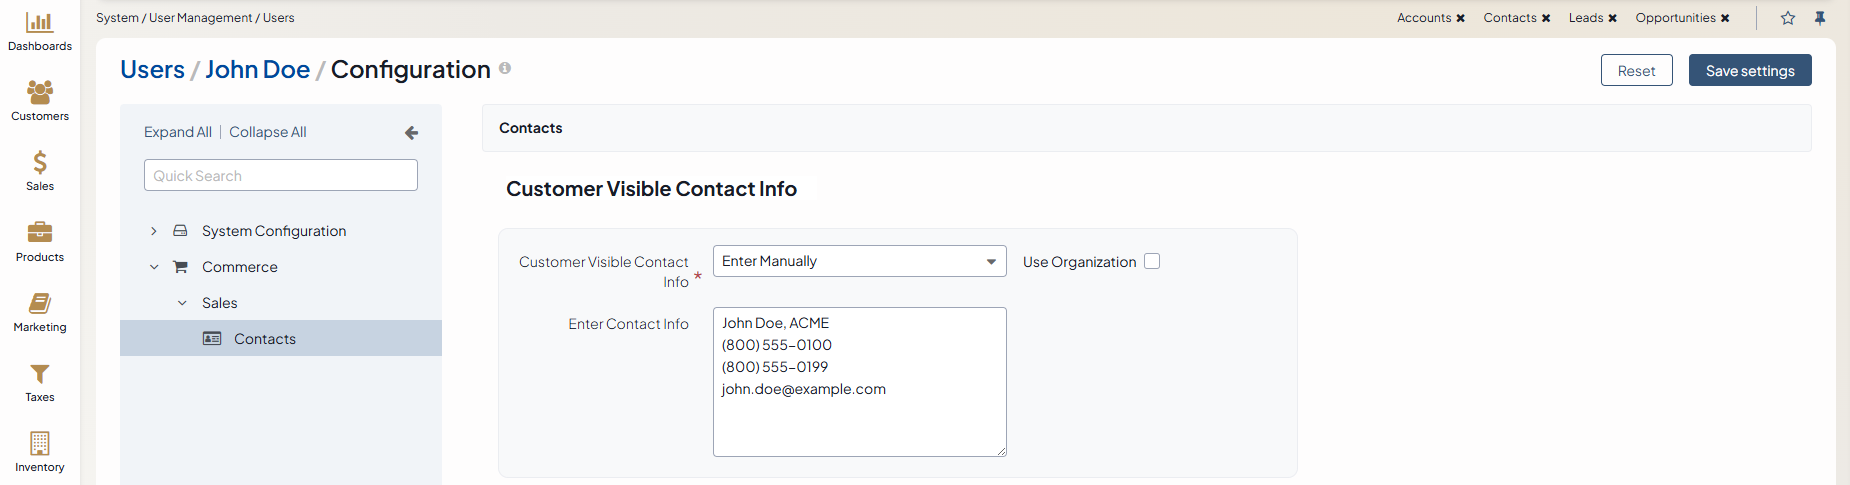 System / User Management / Users
Accounts ✖ Contacts ✖ Leads ✖ Opportunities ✖
Dashboards
Customers
Sales
Products
Marketing
Taxes
Inventory
Users / John Doe / Configuration
Reset
Save settings
Expand All | Collapse All
Quick Search
System Configuration
Commerce
Sales
Contacts
Contacts
Customer Visible Contact Info
Customer Visible Contact
Info *
Enter Manually
Use Organization
Enter Contact Info
John Doe, ACME
(800) 555-0100
(800) 555-0199
john.doe@example.com